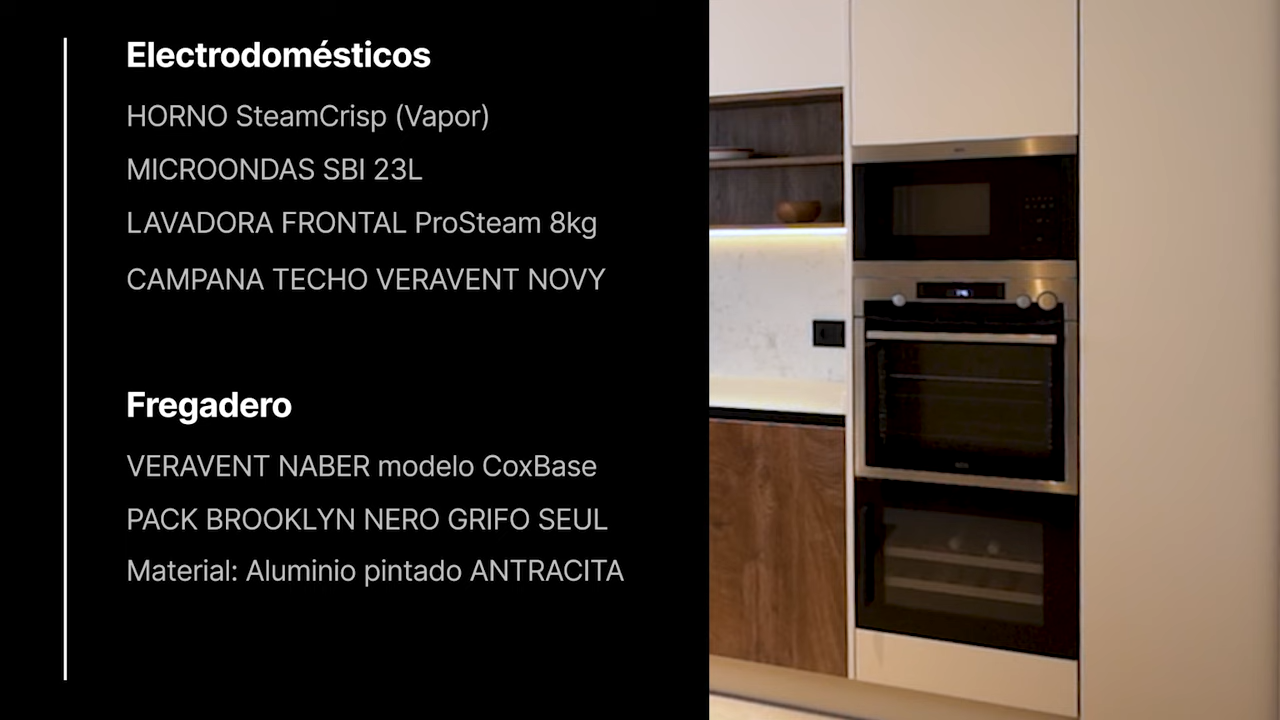 Electrodomésticos
HORNO SteamCrisp (Vapor)
MICROONDAS SBI 23L
LAVADORA FRONTAL ProSteam 8kg
CAMPANA TECHO VERAVENT NOVY
Fregadero
VERAVENT NABER modelo CoxBase
PACK BROOKLYN NERO GRIFO SEUL
Material: Aluminio pintado ANTRACITA